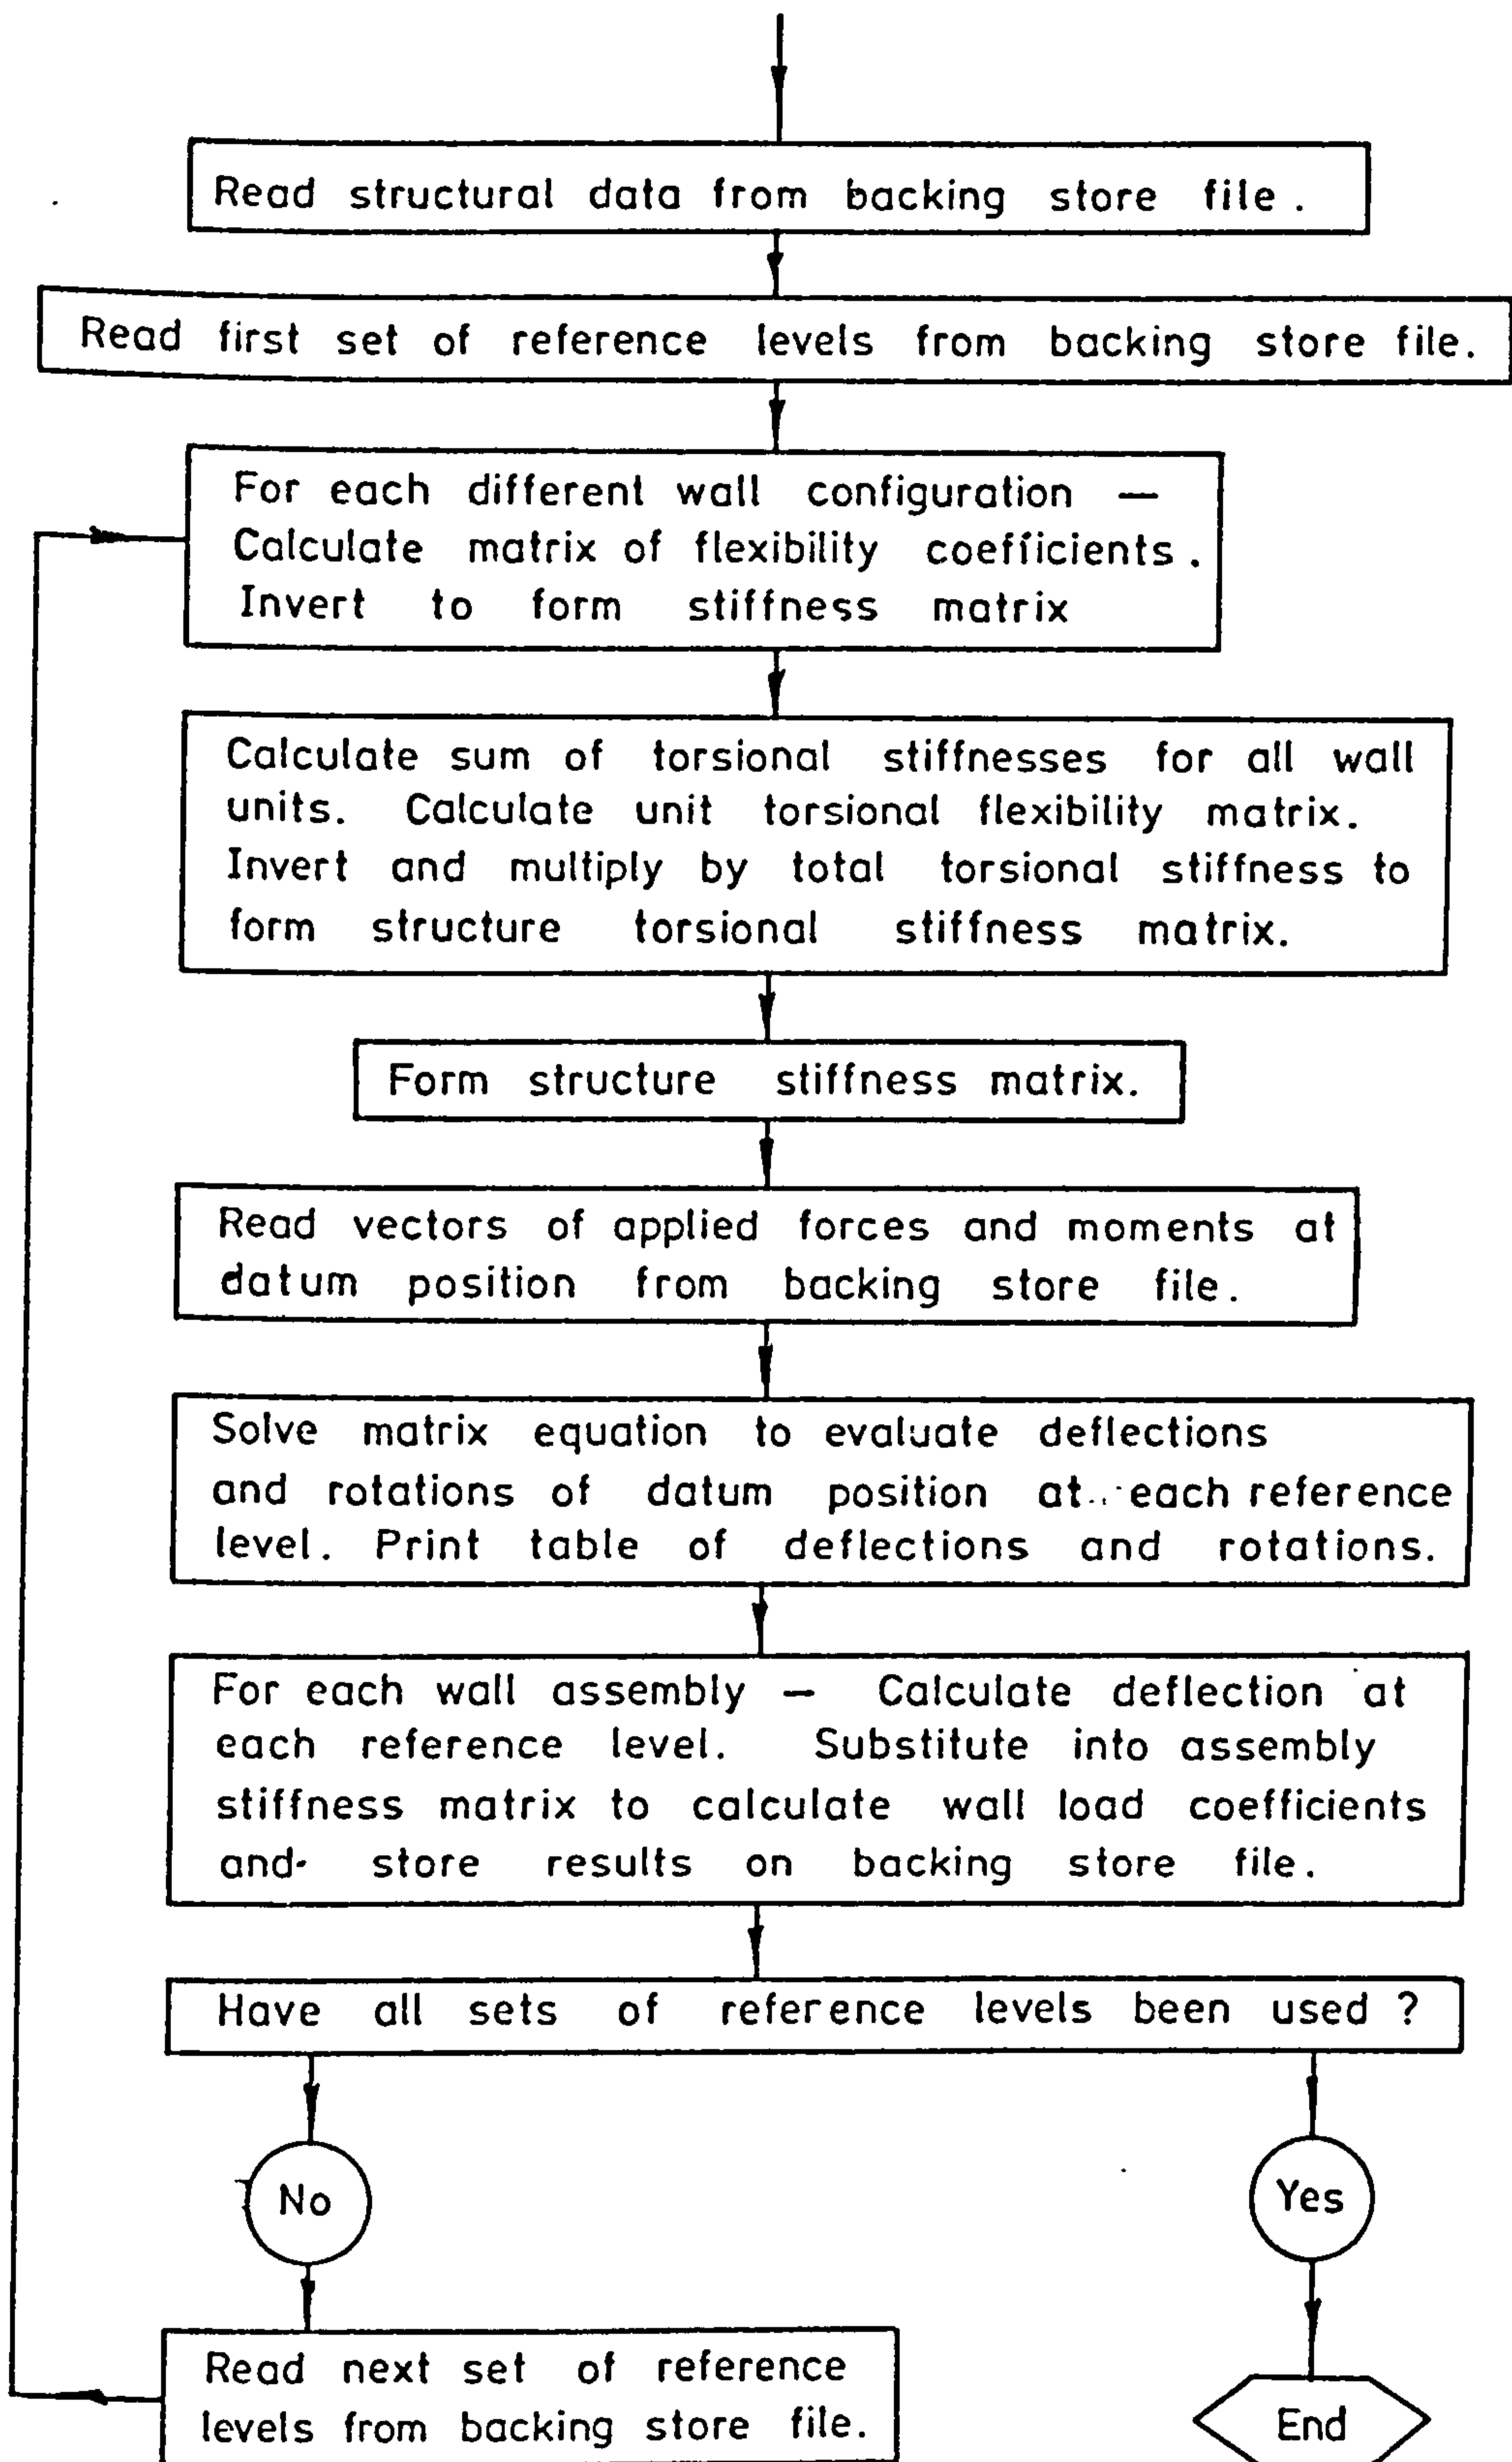 Read structural data from backing store file.
Read first set of reference levels from backing store file.
For each different wall configuration —
Calculate matrix of flexibility coefficients.
Invert to form stiffness matrix
Calculate sum of torsional stiffnesses for all wall
units. Calculate unit torsional flexibility matrix.
Invert and multiply by total torsional stiffness to
form structure torsional stiffness matrix.
Form structure stiffness matrix.
Read vectors of applied forces and moments at
datum position from backing store file.
Solve matrix equation to evaluate deflections
and rotations of datum position at each reference
level. Print table of deflections and rotations.
For each wall assembly — Calculate deflection at
each reference level. Substitute into assembly
stiffness matrix to calculate wall load coefficients
and store results on backing store file.
Have all sets of reference levels been used ?
No
Yes
Read next set of reference
levels from backing store file.
End